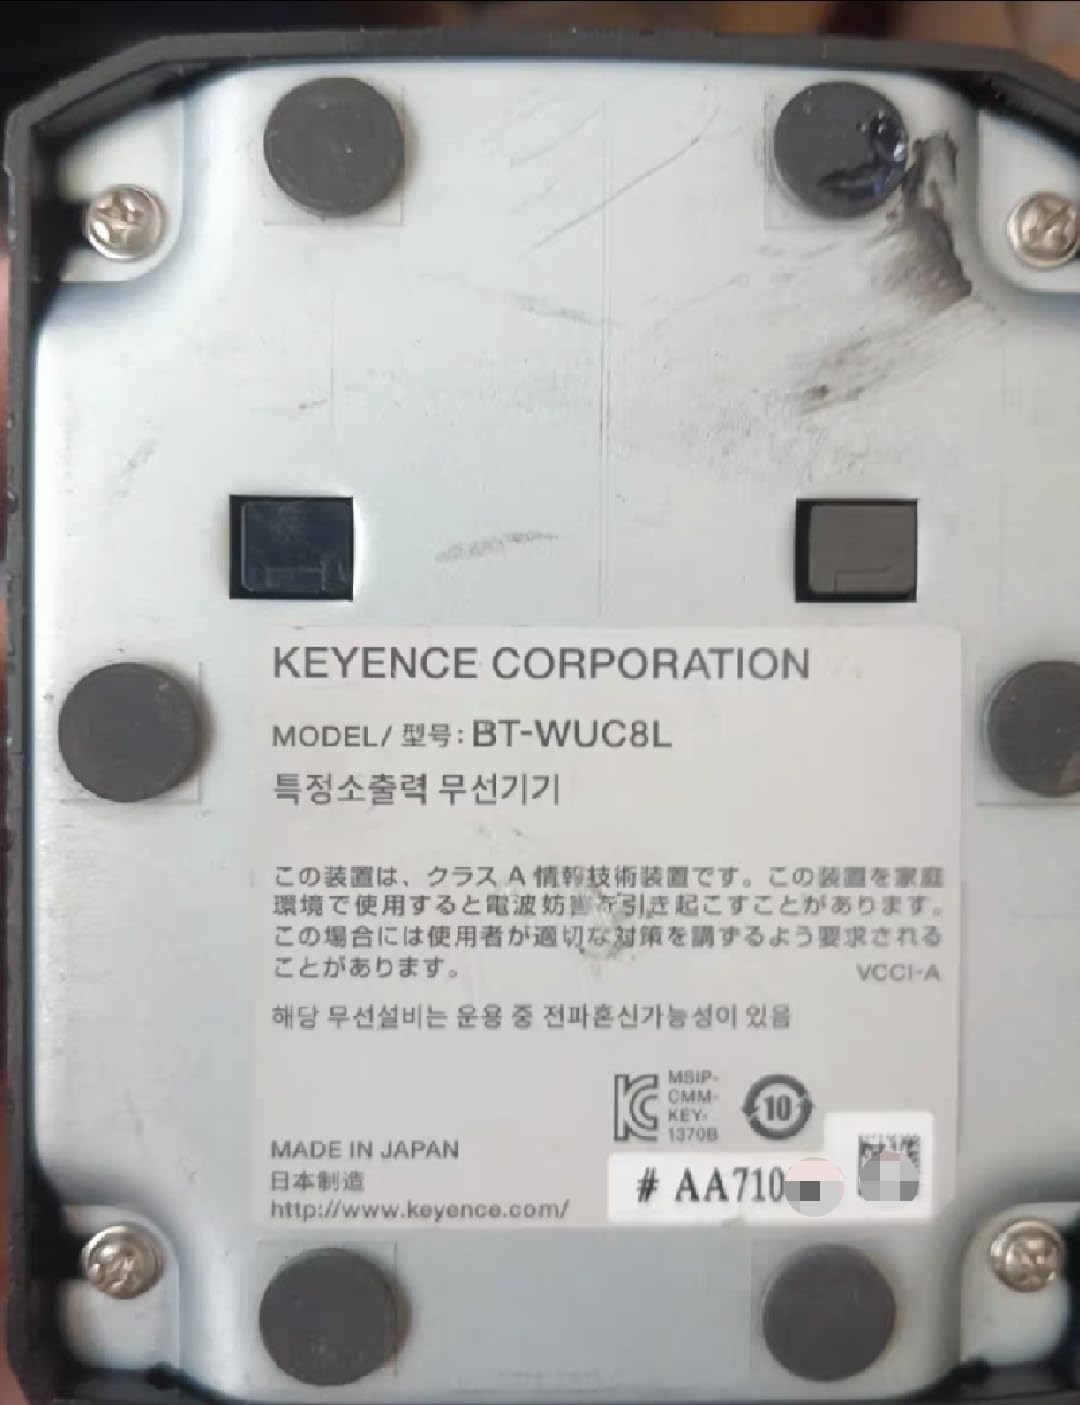 KEYENCE CORPORATION
MODEL/型号: BT-WUC8L
특정소출력 무선기기
この装置は、クラス A 情報技術装置です。この装置を家庭
環境で使用すると電波妨害を引き起こすことがあります。
この場合には使用者が適切な対策を講ずるよう要求される
ことがあります。
VCCI-A
해당 무선설비는 운용 중 전파혼신가능성이 있음
MSIP-
CMM-
KEY-
1370B
10
MADE IN JAPAN
日本制造
http://www.keyence.com/
# AA710